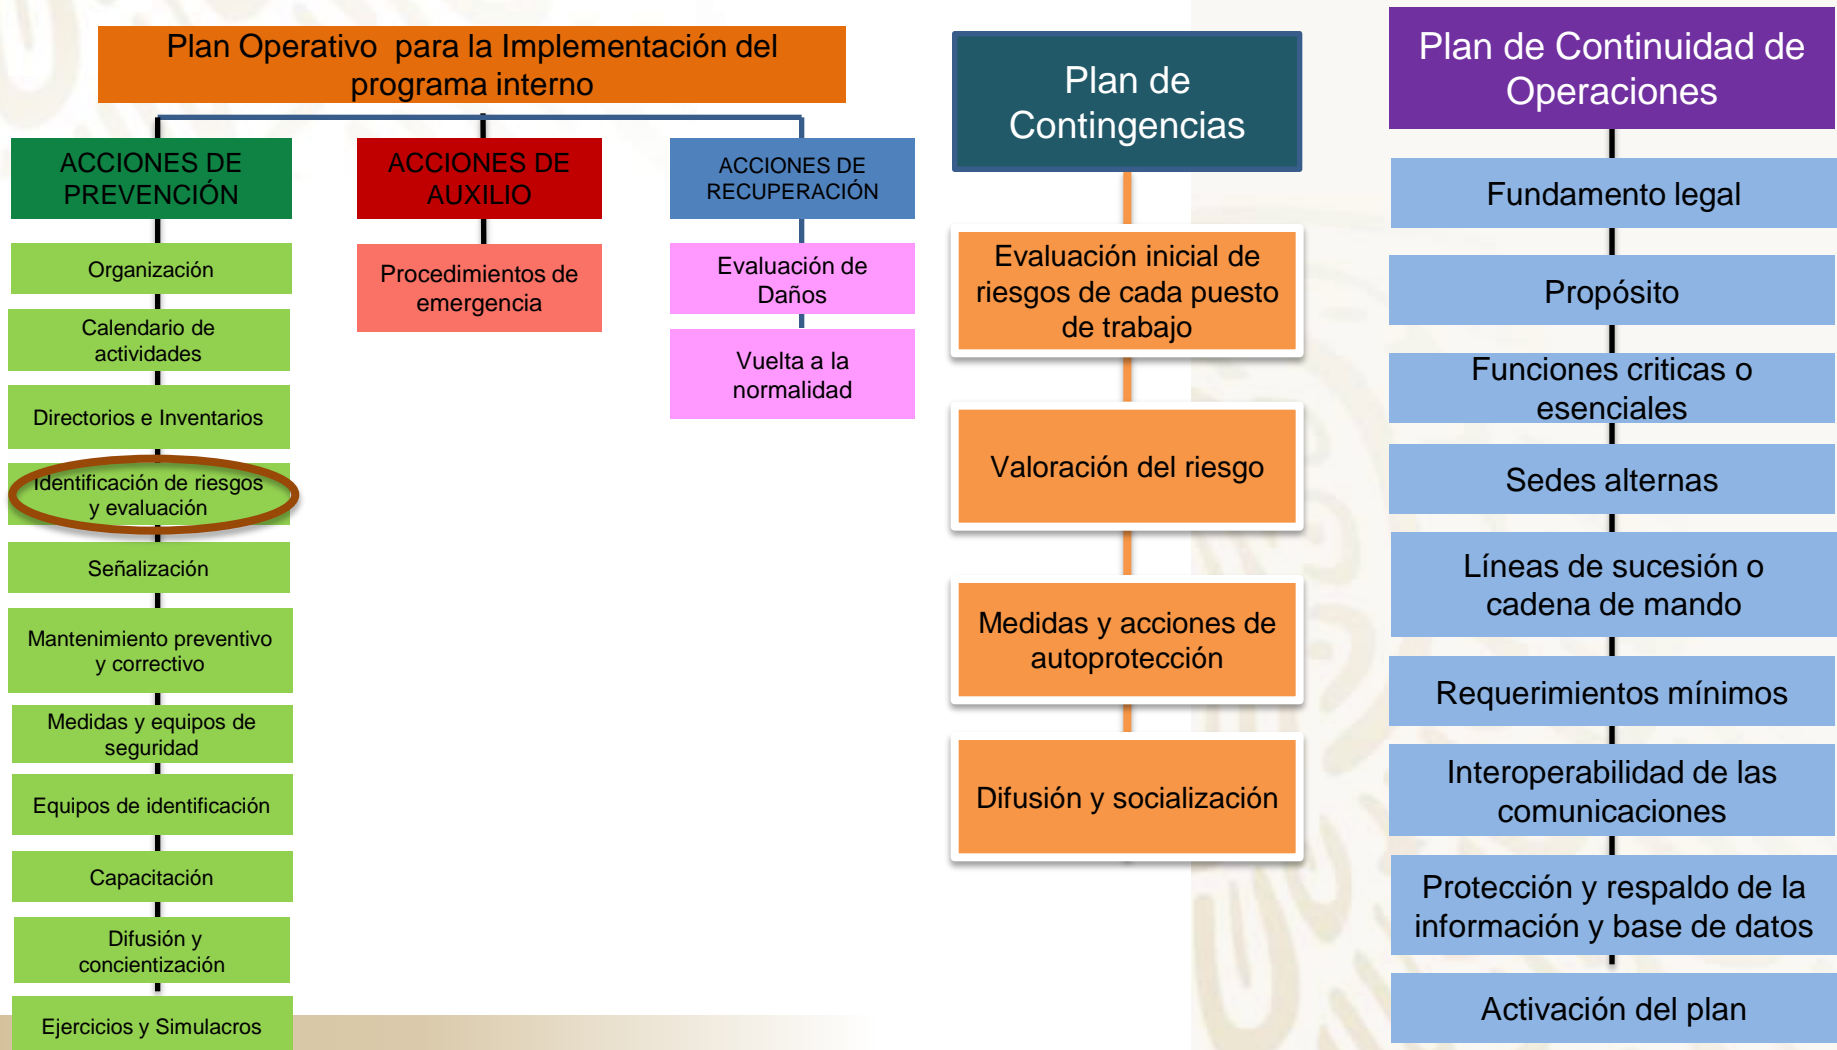 Plan Operativo para la Implementación del
programa interno
ACCIONES DE
PREVENCIÓN
Organización
Calendario de
actividades
Directorios e Inventarios
Identificación de riesgos
y evaluación
Señalización
Mantenimiento preventivo
y correctivo
Medidas y equipos de
seguridad
Equipos de identificación
Capacitación
Difusión y
concientización
Ejercicios y Simulacros
ACCIONES DE
AUXILIO
Procedimientos de
emergencia
ACCIONES DE
RECUPERACIÓN
Evaluación de
Daños
Vuelta a la
normalidad
Plan de
Contingencias
Evaluación inicial de
riesgos de cada puesto
de trabajo
Valoración del riesgo
Medidas y acciones de
autoprotección
Difusión y socialización
Plan de Continuidad de
Operaciones
Fundamento legal
Propósito
Funciones criticas o
esenciales
Sedes alternas
Líneas de sucesión o
cadena de mando
Requerimientos mínimos
Interoperabilidad de las
comunicaciones
Protección y respaldo de la
información y base de datos
Activación del plan